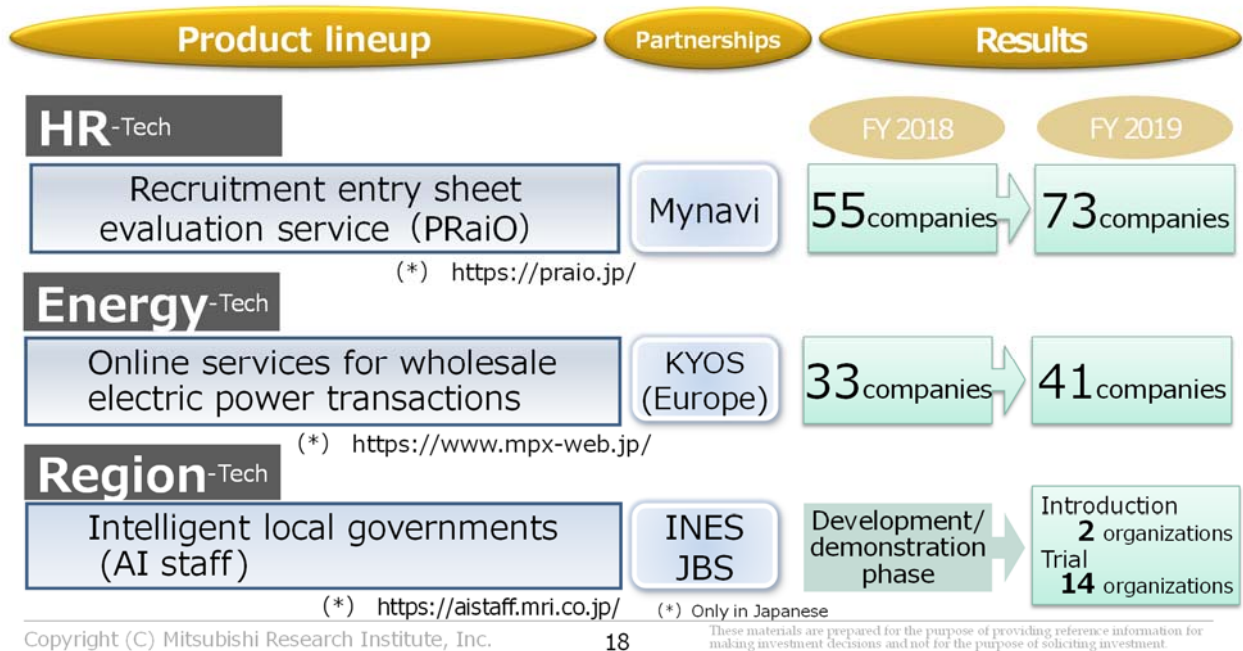 Product lineup
Partnerships
Results
HR-Tech
FY 2018
FY 2019
Recruitment entry sheet
evaluation service（PRaiO）
Mynavi
55companies
73companies
（*） https://praio.jp/
Energy-Tech
Online services for wholesale
electric power transactions
KYOS
(Europe)
33companies
41companies
（*） https://www.mpx-web.jp/
Region-Tech
Intelligent local governments
(AI staff)
INES
JBS
Development/
demonstration
phase
Introduction
2 organizations
Trial
14 organizations
（*） https://aistaff.mri.co.jp/
（*）Only in Japanese
Copyright (C) Mitsubishi Research Institute, Inc.
18
These materials are prepared for the purpose of providing reference information for
making investment decisions and not for the purpose of soliciting investment.